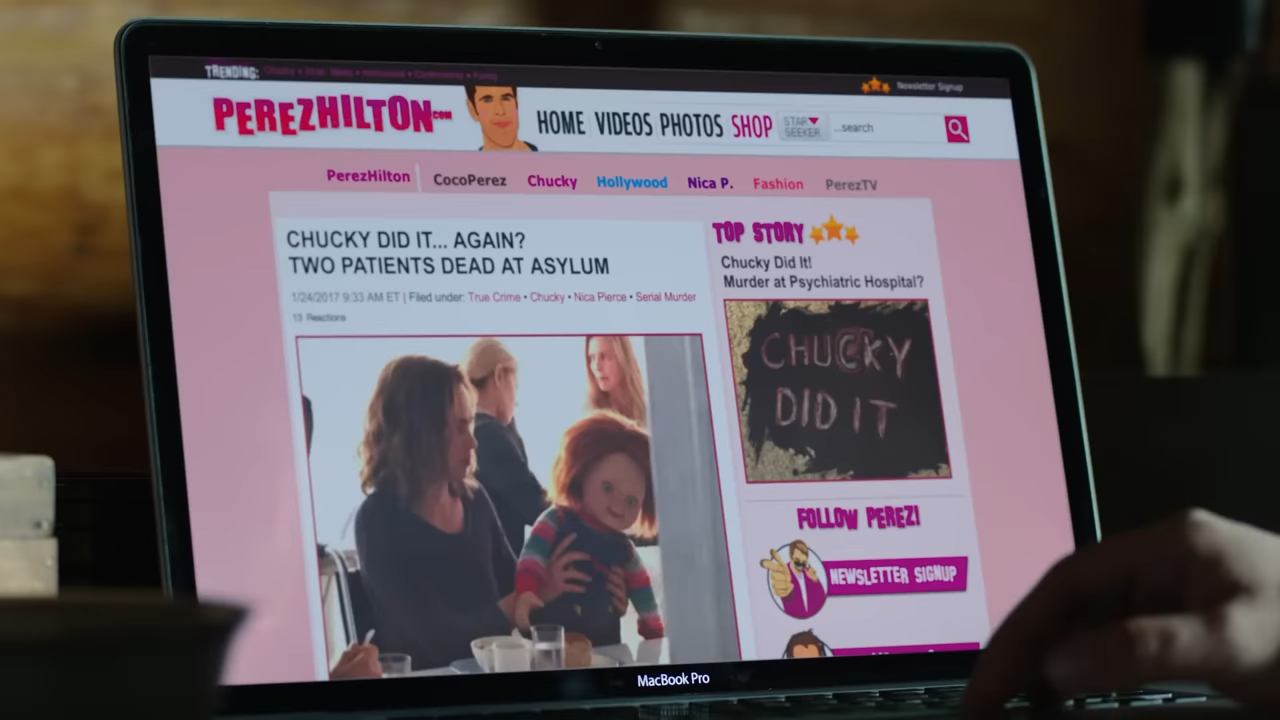 TRENDING:
Newsletter Signup
PEREZHILTON.COM
HOME VIDEOS PHOTOS SHOP
STAR SEEKER
...search
PerezHilton CocoPerez Chucky Hollywood Nica P. Fashion PerezTV
CHUCKY DID IT... AGAIN?
TWO PATIENTS DEAD AT ASYLUM
1/24/2017 9:33 AM ET | Filed under: True Crime • Chucky • Nica Pierce • Serial Murder
13 Reactions
TOP STORY
Chucky Did It!
Murder at Psychiatric Hospital?
CHUCKY
DID IT
FOLLOW PEREZ!
NEWSLETTER SIGNUP
MacBook Pro